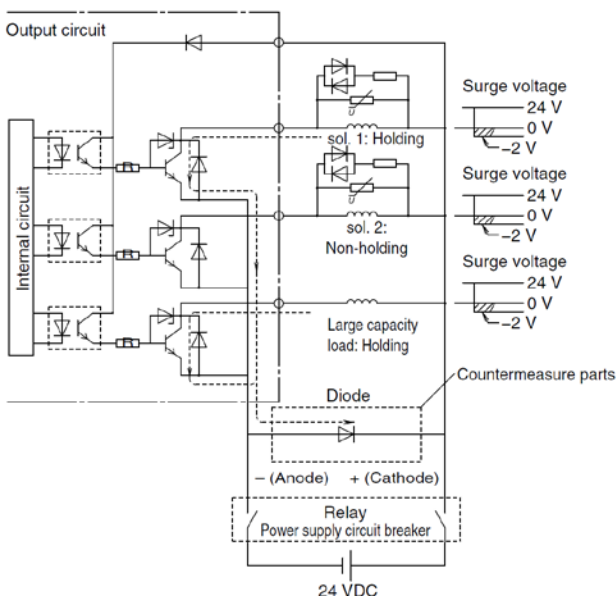 Output circuit
Internal circuit
R
R
R
sol. 1: Holding
sol. 2:
Non-holding
Large capacity
load: Holding
υ
υ
Surge voltage
24 V
0 V
−2 V
Surge voltage
24 V
0 V
−2 V
Surge voltage
24 V
0 V
−2 V
Countermeasure parts
Diode
− (Anode) + (Cathode)
Relay
Power supply circuit breaker
24 VDC